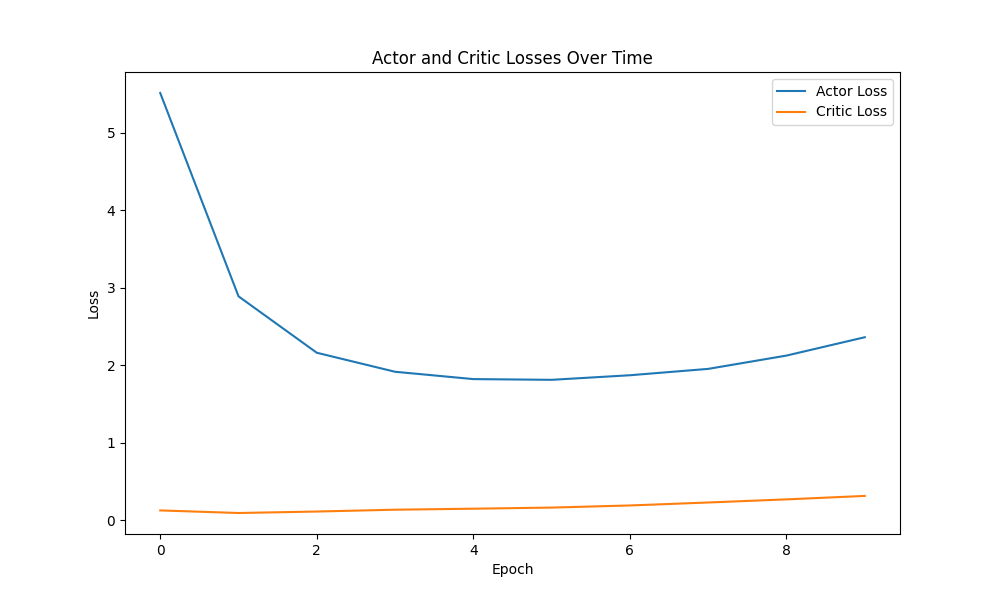 Actor and Critic Losses Over Time
Actor Loss
Critic Loss
5
4
3
2
1
0
Loss
0 2 4 6 8
Epoch